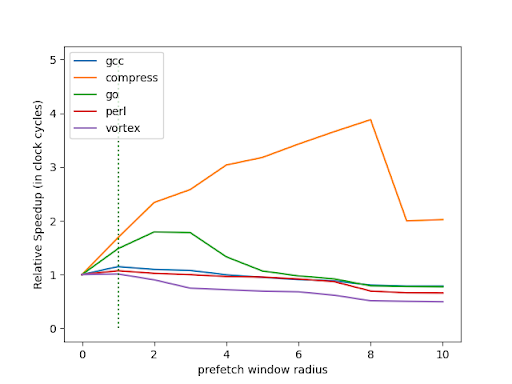 gcc
compress
go
perl
vortex
Relative Speedup (in clock cycles)
5
4
3
2
1
0
0 2 4 6 8 10
prefetch window radius